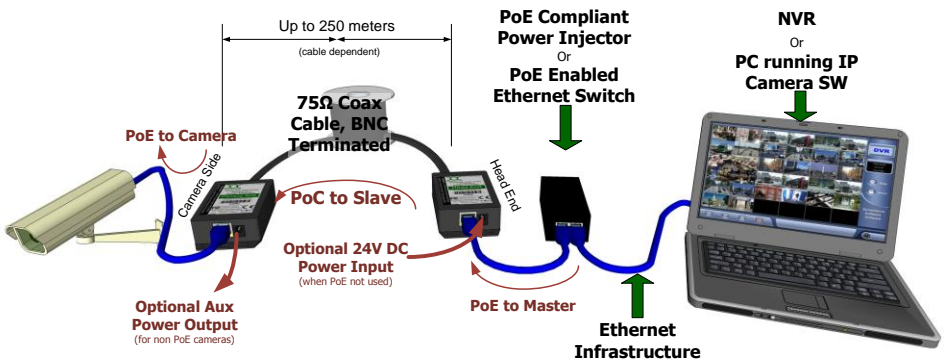 Up to 250 meters
(cable dependent)
PoE Compliant
Power Injector
Or
PoE Enabled
Ethernet Switch
NVR
Or
PC running IP
Camera SW
75Ω Coax
Cable, BNC
Terminated
PoE to Camera
Camera Side
PoC to Slave
Head End
DVR
Optional 24V DC
Power Input
(when PoE not used)
PoE to Master
Optional Aux
Power Output
(for non PoE cameras)
Ethernet
Infrastructure